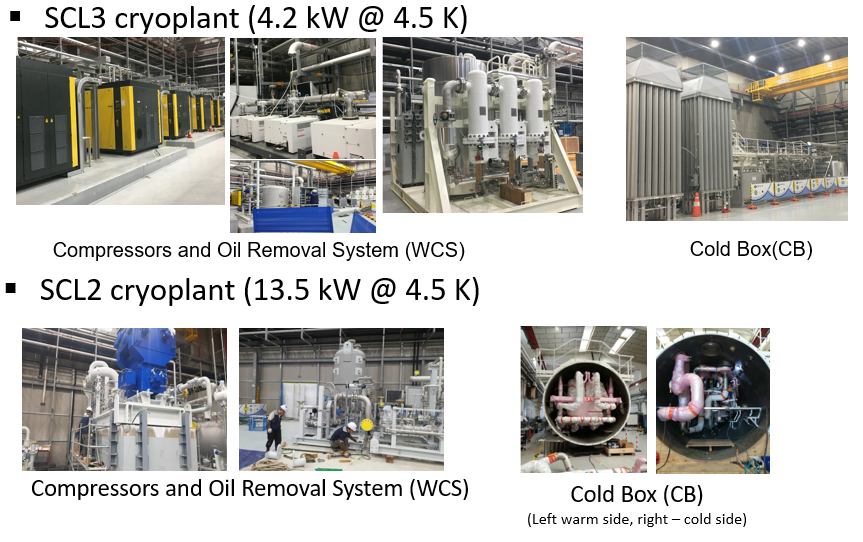 ▪ SCL3 cryoplant (4.2 kW @ 4.5 K)
Compressors and Oil Removal System (WCS)
Cold Box(CB)
▪ SCL2 cryoplant (13.5 kW @ 4.5 K)
Compressors and Oil Removal System (WCS)
Cold Box (CB)
(Left warm side, right – cold side)